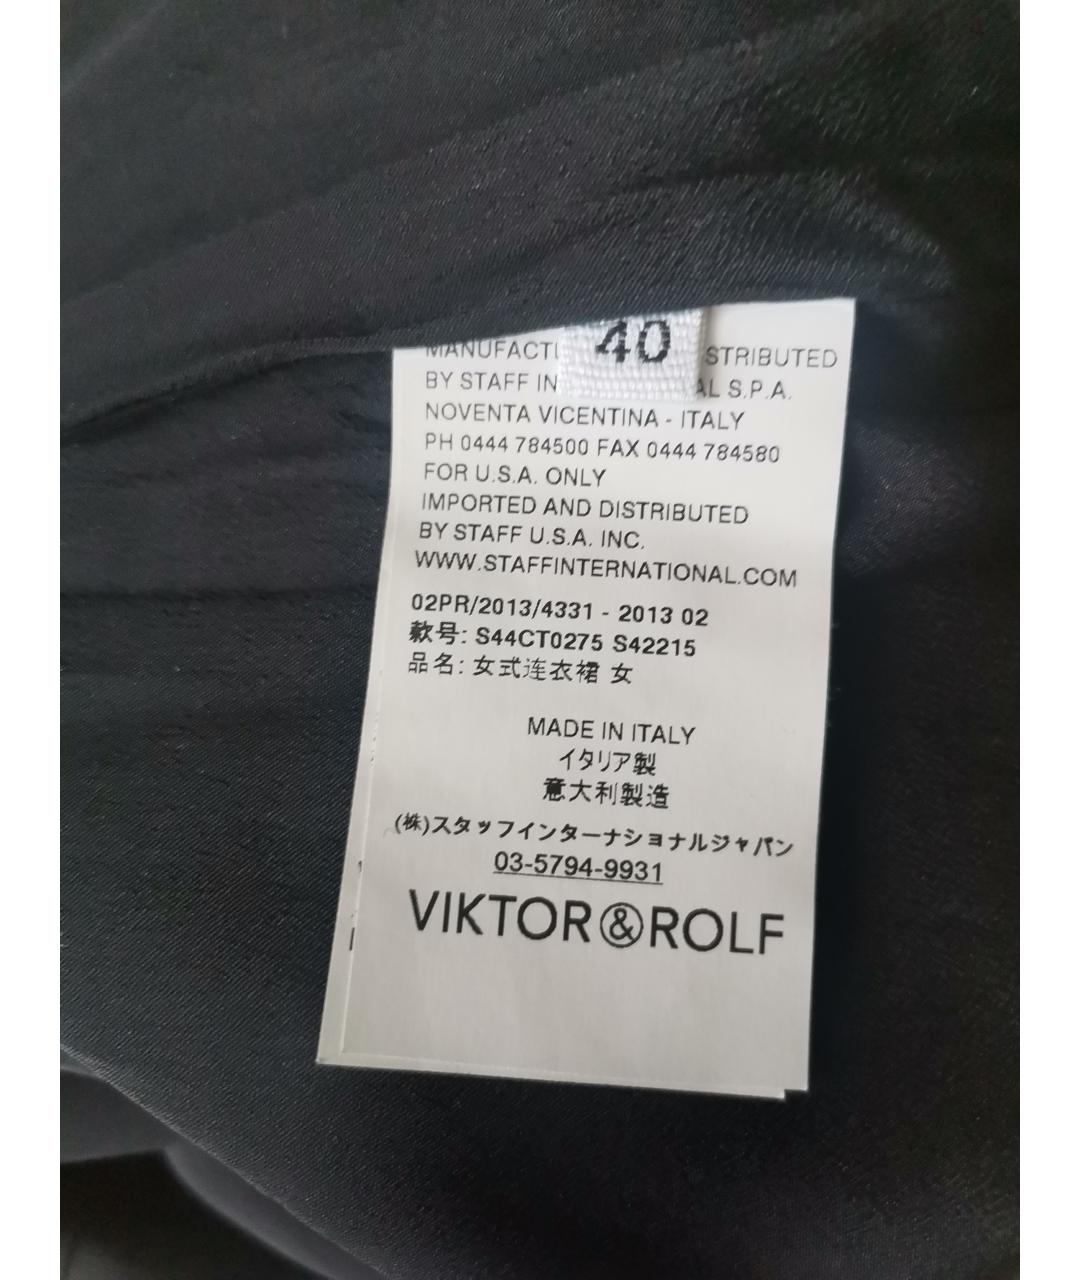 40
MANUFACT STRIBUTED
BY STAFF IN AL S.P.A.
NOVENTA VICENTINA - ITALY
PH 0444 784500 FAX 0444 784580
FOR U.S.A. ONLY
IMPORTED AND DISTRIBUTED
BY STAFF U.S.A. INC.
WWW.STAFFINTERNATIONAL.COM
02PR/2013/4331 - 2013 02
款号: S44CT0275 S42215
品名: 女式连衣裙 女
MADE IN ITALY
イタリア製
意大利製造
(株)スタッフインターナショナルジャパン
03-5794-9931
VIKTOR&ROLF